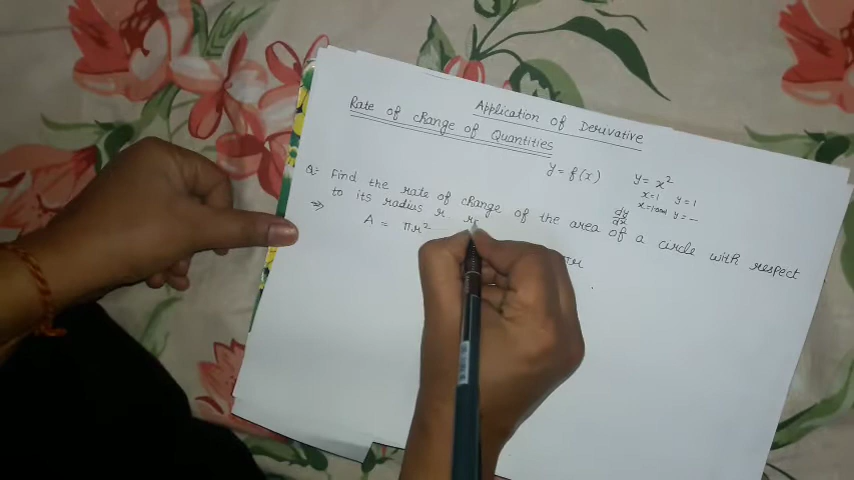 Application of Derivative
Rate of change of Quantities
y = f(x)
y = x²
x=1 y=1
y = —
dy/dx
Q= Find the rate of change of the area of a circle with respect
to its radius r
⇒ A = πr²
πr